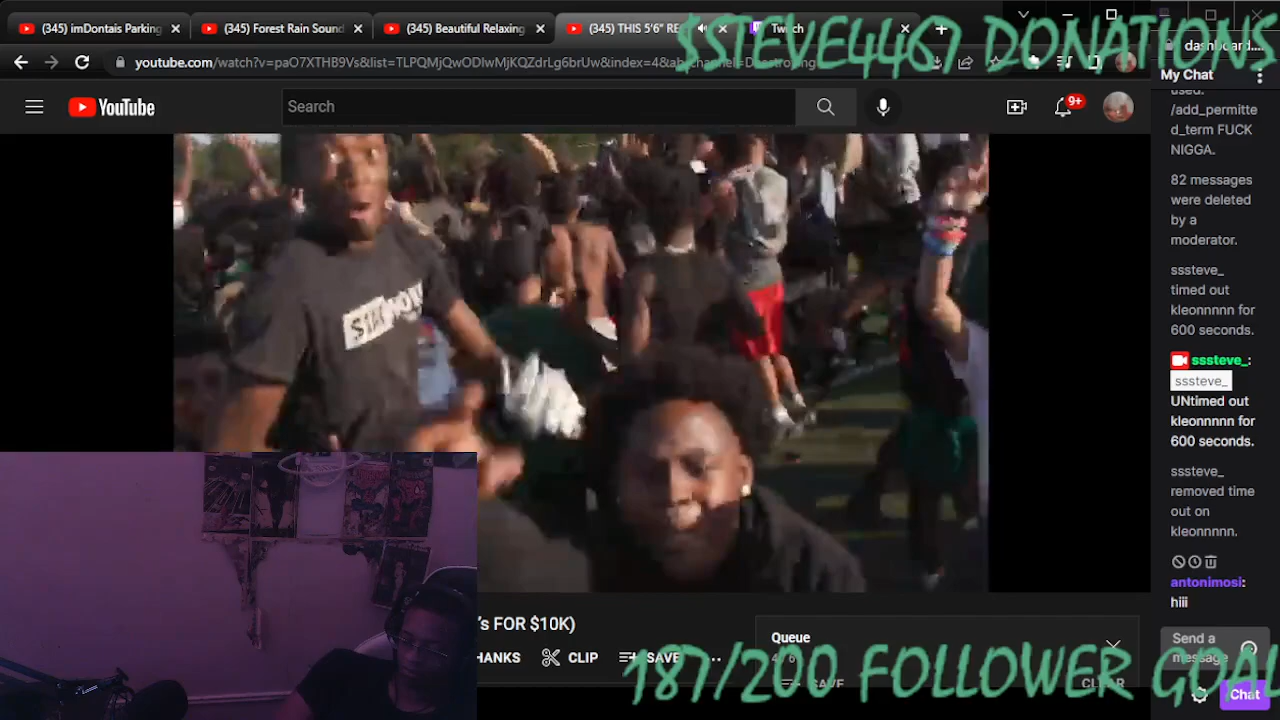 (345) imDontais Parking
(345) Forest Rain Sound
(345) Beautiful Relaxing
(345) THIS 5'6" RE
Twitch
$STEVE4467 DONATIONS
youtube.com/watch?v=paO7XTHB9Vs&list=TLPQMjQwODIwMjKQZdrLg6brUw&index=4&
dashboard....
YouTube
Search
9+
My Chat
used.
/add_permitte
d_term FUCK
NIGGA.
82 messages
were deleted
by a
moderator.
sssteve_
timed out
kleonnnnn for
600 seconds.
sssteve_:
sssteve_
UNtimed out
kleonnnnn for
600 seconds.
sssteve_
removed time
out on
kleonnnnn.
antonimosi:
hiii
's FOR $10K)
HANKS
CLIP
SAVE
...
Queue
SAVE
CLEAR
187/200 FOLLOWER GOAL
Send a
message
Chat